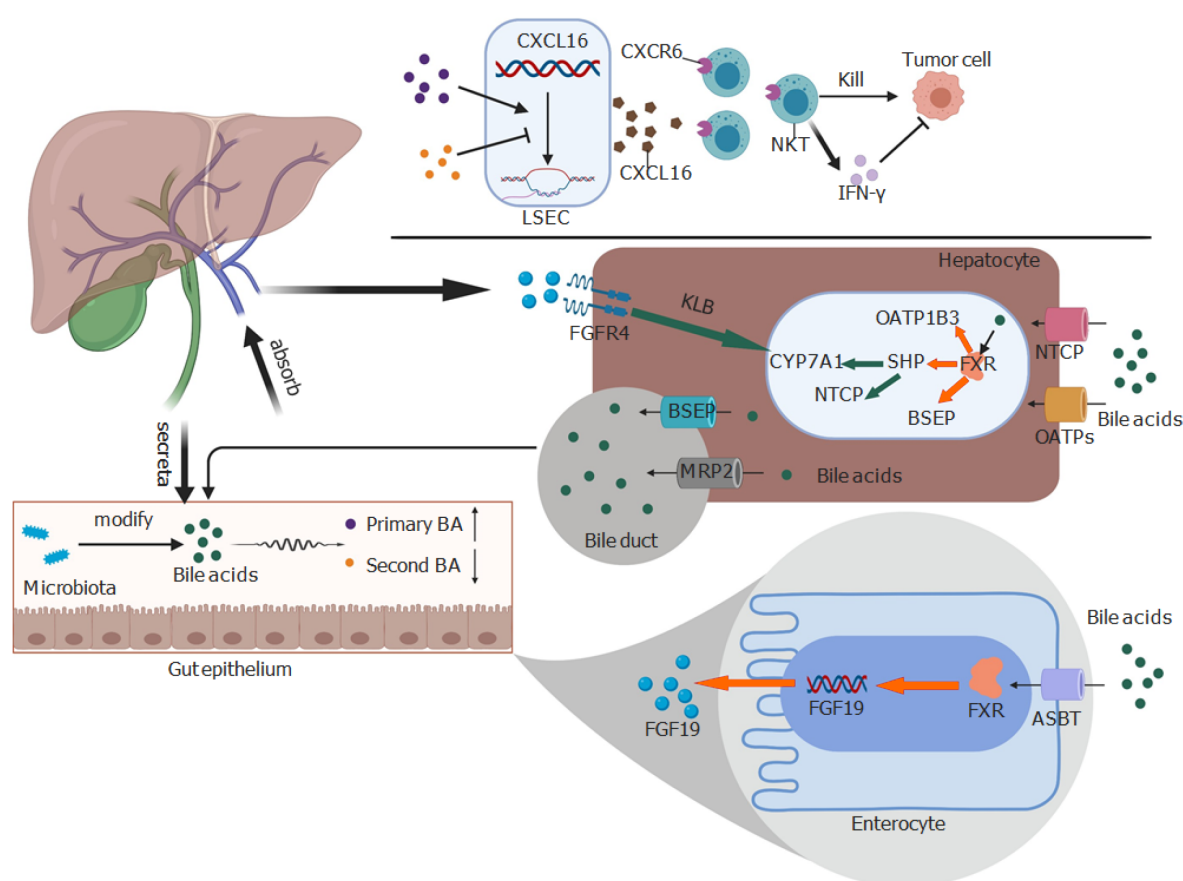 CXCL16
CXCR6
Tumor cell
Kill
NKT
CXCL16
IFN-γ
LSEC
Hepatocyte
KLB
FGFR4
OATP1B3
CYP7A1
SHP
FXR
NTCP
NTCP
BSEP
OATPs
Bile acids
absorb
secreta
BSEP
MRP2
Bile acids
Bile duct
modify
Primary BA
Second BA
Microbiota
Bile acids
Gut epithelium
Bile acids
FGF19
FGF19
FXR
ASBT
Enterocyte